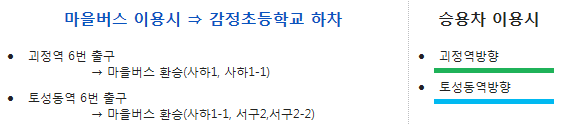 마을버스 이용시 ⇒ 감정초등학교 하차
• 괴정역 6번 출구
→ 마을버스 환승(사하1, 사하1-1)
• 토성동역 6번 출구
→ 마을버스 환승(사하1-1, 서구2,서구2-2)
승용차 이용시
• 괴정역방향
• 토성동역방향